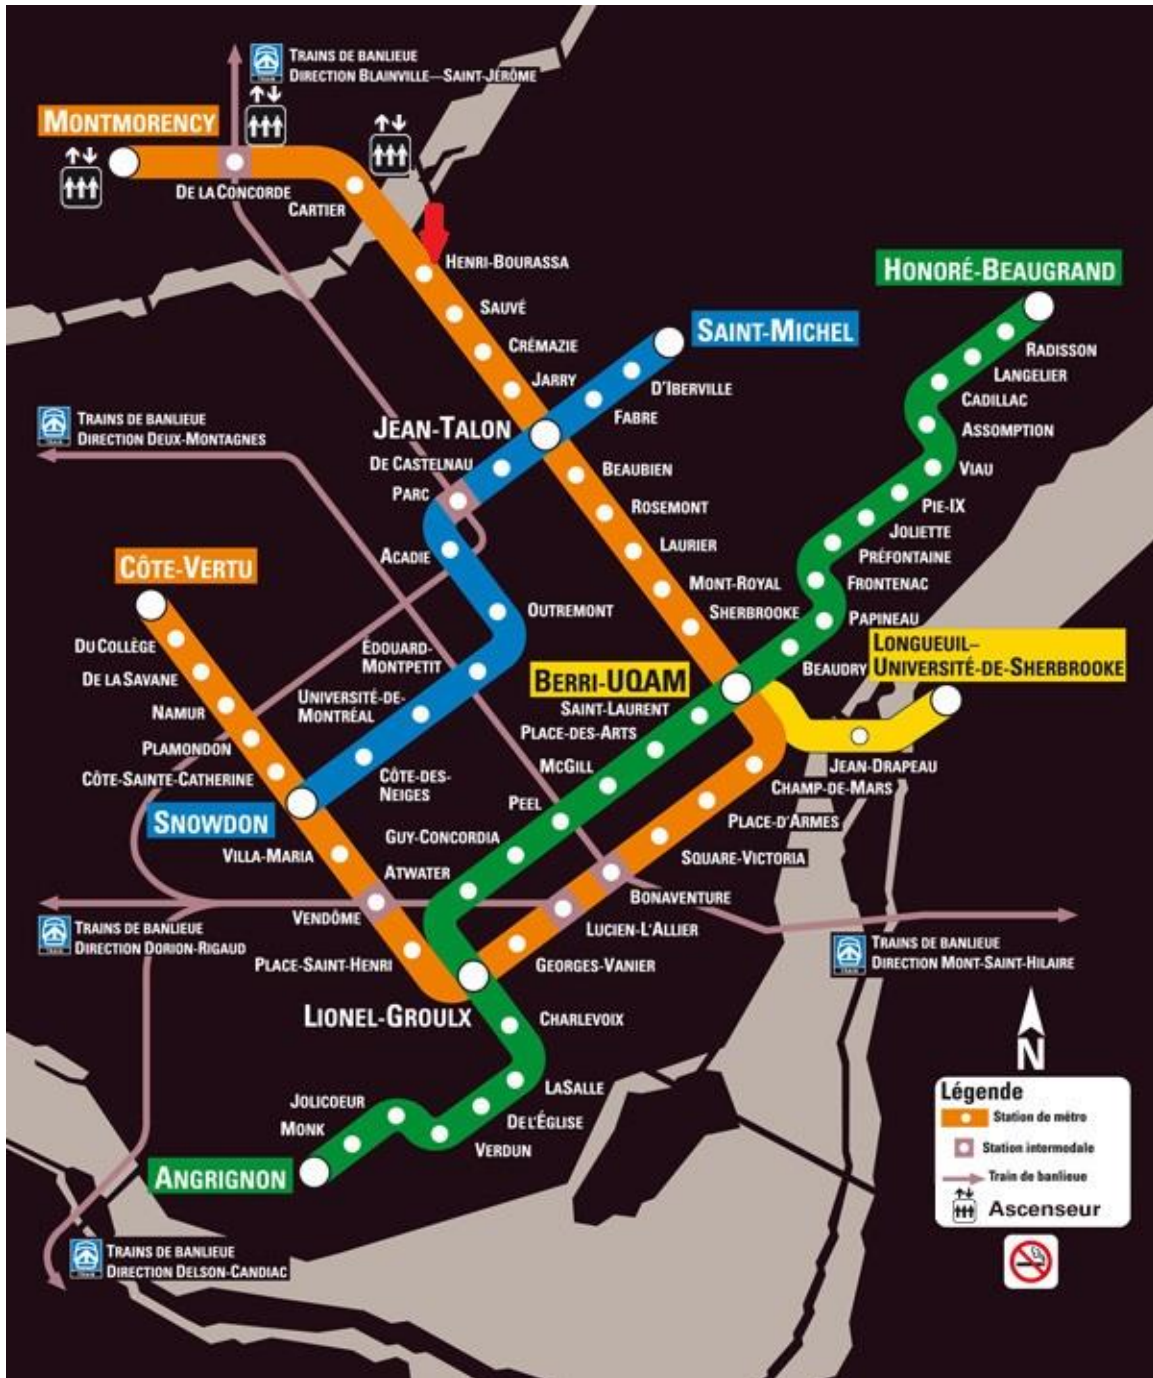 TRAINS DE BANLIEUE
DIRECTION BLAINVILLE—SAINT-JÉRÔME
MONTMORENCY
DE LA CONCORDE
CARTIER
HENRI-BOURASSA
HONORÉ-BEAUGRAND
SAUVÉ
SAINT-MICHEL
CRÉMAZIE
RADISSON
JARRY
LANGELIER
D'IBERVILLE
CADILLAC
FABRE
TRAINS DE BANLIEUE
DIRECTION DEUX-MONTAGNES
JEAN-TALON
ASSOMPTION
DE CASTELNAU
BEAUBIEN
VIAU
PARC
ROSEMONT
PIE-IX
JOLIETTE
LAURIER
PRÉFONTAINE
ACADIE
CÔTE-VERTU
MONT-ROYAL
FRONTENAC
OUTREMONT
SHERBROOKE
PAPINEAU
DU COLLÈGE
ÉDOUARD-
MONTPETIT
LONGUEUIL–
UNIVERSITÉ-DE-SHERBROOKE
BEAUDRY
DE LA SAVANE
BERRI-UQAM
UNIVERSITÉ-DE-
MONTRÉAL
NAMUR
SAINT-LAURENT
PLACE-DES-ARTS
PLAMONDON
MCGILL
JEAN-DRAPEAU
CÔTE-SAINTE-CATHERINE
CÔTE-DES-
NEIGES
CHAMP-DE-MARS
PEEL
SNOWDON
PLACE-D'ARMES
GUY-CONCORDIA
VILLA-MARIA
SQUARE-VICTORIA
ATWATER
BONAVENTURE
VENDÔME
LUCIEN-L'ALLIER
TRAINS DE BANLIEUE
DIRECTION DORION-RIGAUD
TRAINS DE BANLIEUE
DIRECTION MONT-SAINT-HILAIRE
PLACE-SAINT-HENRI
GEORGES-VANIER
LIONEL-GROULX
CHARLEVOIX
N
LASALLE
Légende
Station de métro
JOLICOEUR
DE L'ÉGLISE
MONK
VERDUN
Station intermodale
ANGRIGNON
Train de banlieue
Ascenseur
TRAINS DE BANLIEUE
DIRECTION DELSON-CANDIAC